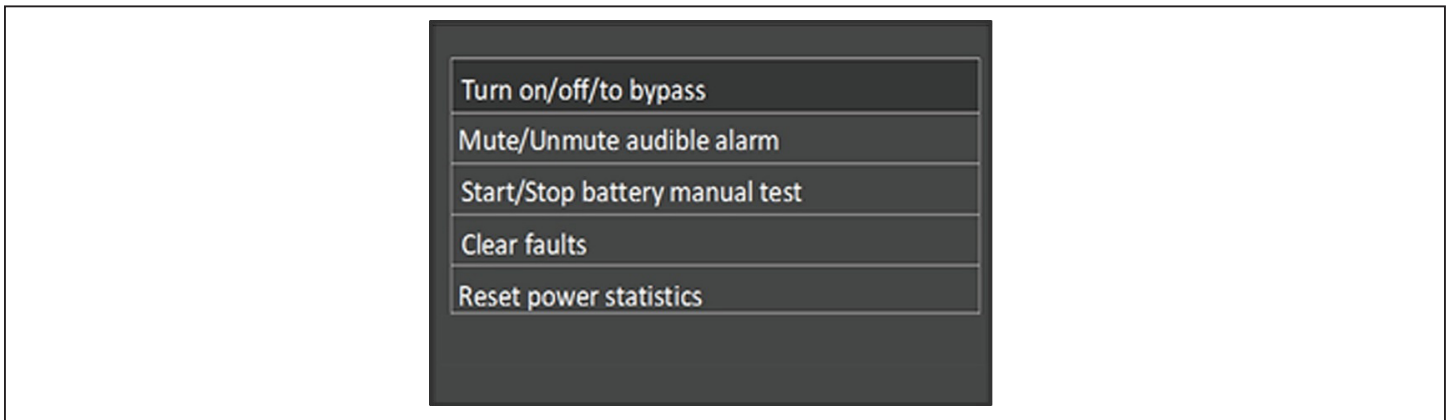 Turn on/off/to bypass
Mute/Unmute audible alarm
Start/Stop battery manual test
Clear faults
Reset power statistics